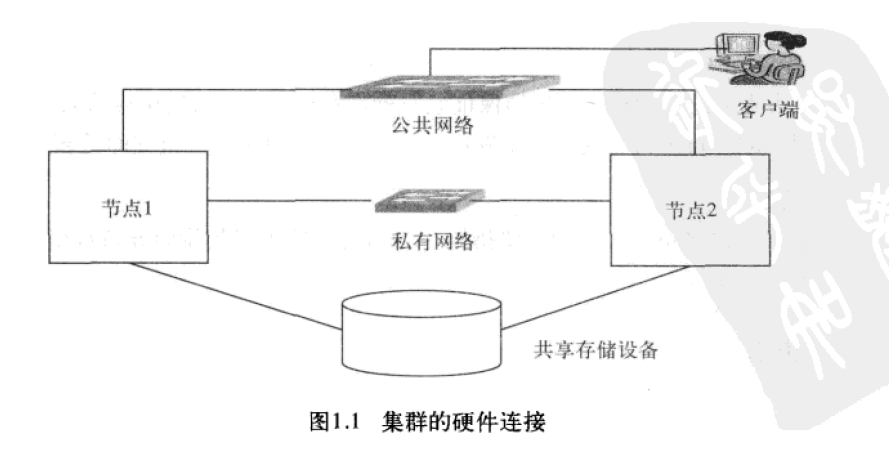 客户端
公共网络
节点1
节点2
私有网络
共享存储设备
图1.1 集群的硬件连接